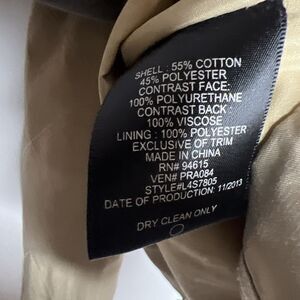 SHELL : 55% COTTON
45% POLYESTER
CONTRAST FACE:
100% POLYURETHANE
CONTRAST BACK
100% VISCOSE
LINING : 100% POLYESTER
EXCLUSIVE OF TRIM
MADE IN CHINA
RN# 94615
VEN# PRA084
STYLE#L4S7805
DATE OF PRODUCTION: 11/2013
DRY CLEAN ONLY